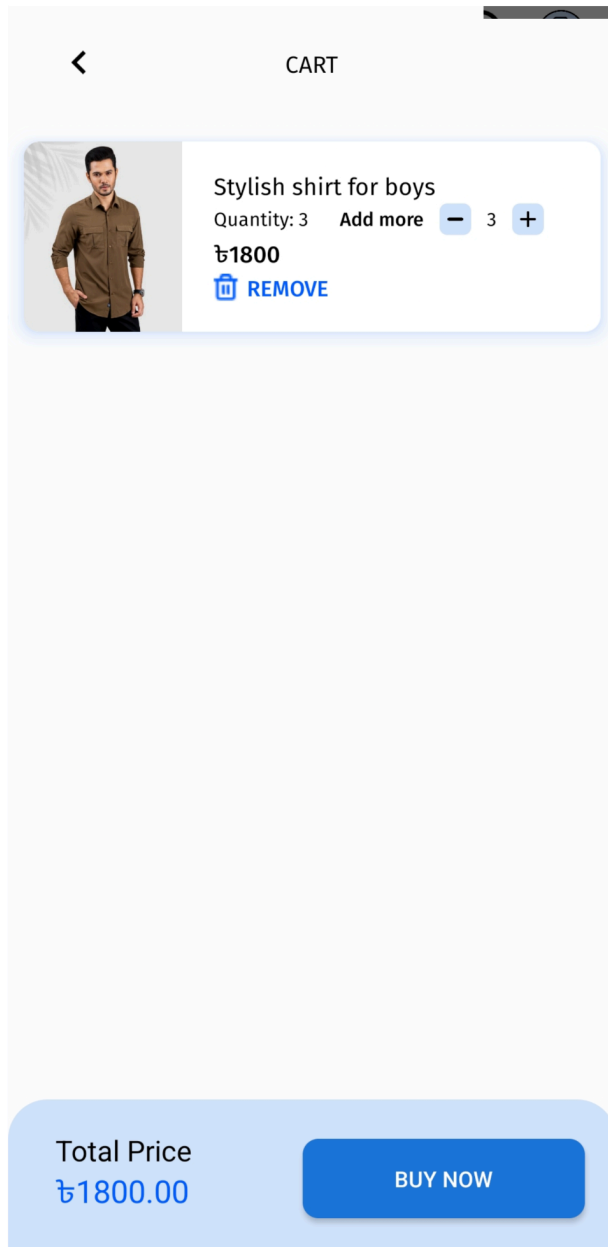 CART
Stylish shirt for boys
Quantity: 3 Add more − 3 +
৳1800
REMOVE
Total Price
৳1800.00
BUY NOW